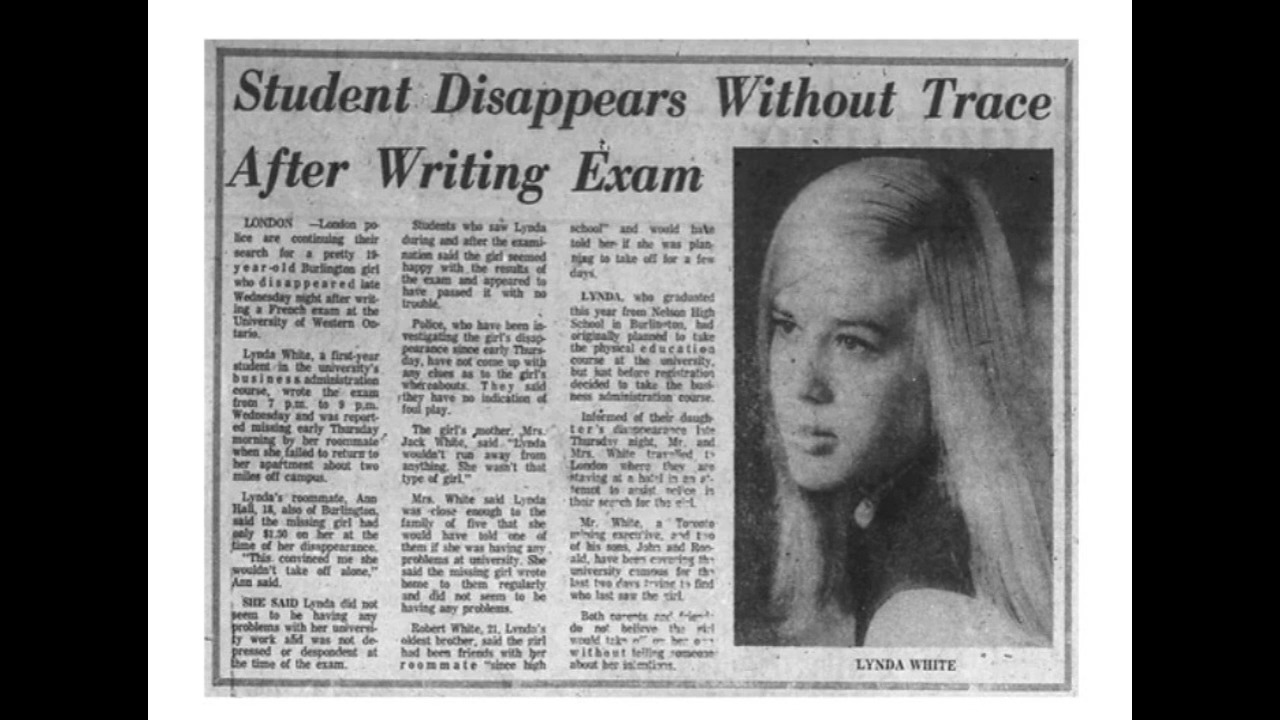 Student Disappears Without Trace
After Writing Exam
LONDON —London po-
lice are continuing their
search for a pretty 19-
year-old Burlington girl
who disappeared late
Wednesday night after writ-
ing a French exam at the
University of Western On-
tario.
Lynda White, a first-year
student in the university's
business administration
course, wrote the exam
from 7 p.m. to 9 p.m.
Wednesday and was report-
ed missing early Thursday
morning by her roommate
when she failed to return to
her apartment about two
miles off campus.
Lynda's roommate, Ann
Hall, 18, also of Burlington,
said the missing girl had
only $1.50 on her at the
time of her disappearance.
"This convinced me she
wouldn't take off alone,"
Ann said.
SHE SAID Lynda did not
seem to be having any
problems with her universi-
ty work and was not de-
pressed or despondent at
the time of the exam.
Students who saw Lynda
during and after the exami-
nation said the girl seemed
happy with the results of
the exam and appeared to
have passed it with no
trouble.
Police, who have been in-
vestigating the girl's disap-
pearance since early Thurs-
day, have not come up with
any clues as to the girl's
whereabouts. They said
they have no indication of
foul play.
The girl's mother, Mrs.
Jack White, said "Lynda
wouldn't run away from
anything. She wasn't that
type of girl."
Mrs. White said Lynda
was close enough to the
family of five that she
would have told one of
them if she was having any
problems at university. She
said the missing girl wrote
home to them regularly
and did not seem to be
having any problems.
Robert White, 21, Lynda's
oldest brother, said the girl
had been friends with her
roommate "since high
school" and would have
told her if she was plan-
ning to take off for a few
days.
LYNDA, who graduated
this year from Nelson High
School in Burlington, had
originally planned to take
the physical education
course at the university,
but just before registration
decided to take the busi-
ness administration course.
Informed of their daugh-
ter's disappearance late
Thursday night, Mr. and
Mrs. White travelled to
London where they are
staying at a hotel in an at-
tempt to assist police in
their search for the girl.
Mr. White, a Toronto
mining executive, and two
of his sons, John and Ron-
ald, have been covering the
university campus for the
last two days trying to find
who last saw the girl.
Both parents and friends
do not believe the girl
would take off on her own
without telling someone
about her intentions.
LYNDA WHITE